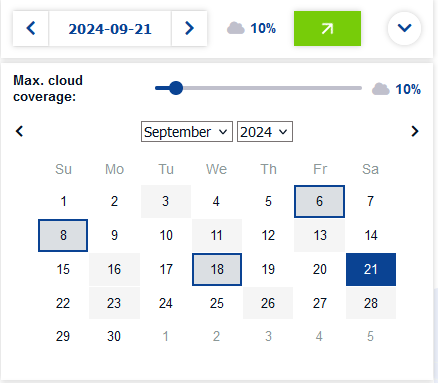 2024-09-21 10%
Max. cloud
coverage: 10%
September 2024
Su Mo Tu We Th Fr Sa
1 2 3 4 5 6 7
8 9 10 11 12 13 14
15 16 17 18 19 20 21
22 23 24 25 26 27 28
29 30 1 2 3 4 5